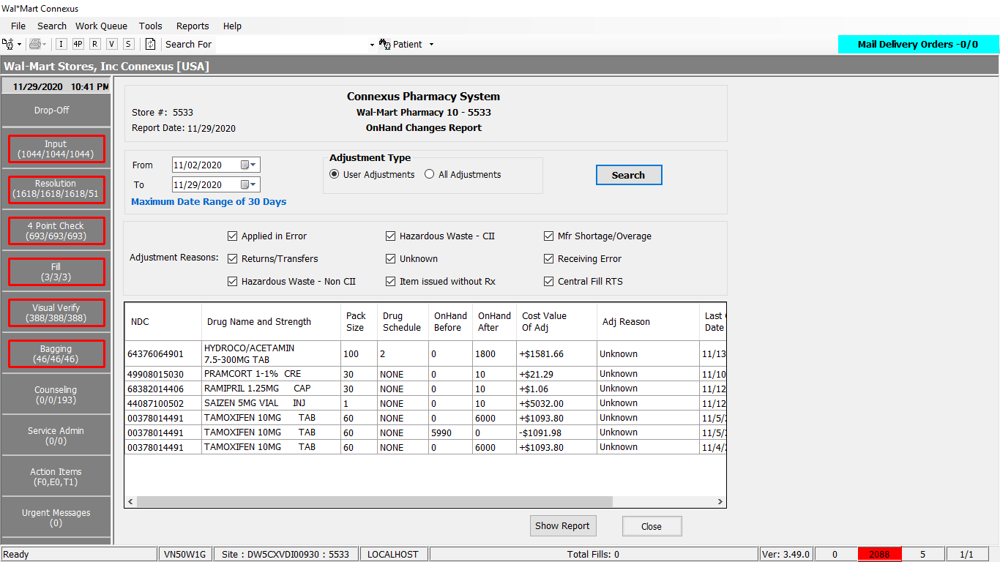 Wal*Mart Connexus
File Search Work Queue Tools Reports Help
I 4P R V S Search For Patient Mail Delivery Orders -0/0
Wal-Mart Stores, Inc Connexus [USA]
11/29/2020 10:41 PM
Drop-Off
Input
(1044/1044/1044)
Resolution
(1618/1618/1618/51
4 Point Check
(693/693/693)
Fill
(3/3/3)
Visual Verify
(388/388/388)
Bagging
(46/46/46)
Counseling
(0/0/193)
Service Admin
(0/0)
Action Items
(F0,E0,T1)
Urgent Messages
(0)
Connexus Pharmacy System
Store #: 5533 Wal-Mart Pharmacy 10 - 5533
Report Date: 11/29/2020 OnHand Changes Report
From 11/02/2020
To 11/29/2020
Maximum Date Range of 30 Days
Adjustment Type
User Adjustments All Adjustments
Search
Adjustment Reasons:
Applied in Error Hazardous Waste - CII Mfr Shortage/Overage
Returns/Transfers Unknown Receiving Error
Hazardous Waste - Non CII Item issued without Rx Central Fill RTS
NDC Drug Name and Strength Pack Size Drug Schedule OnHand Before OnHand After Cost Value Of Adj Adj Reason Last Date
64376064901 HYDROCO/ACETAMIN 7.5-300MG TAB 100 2 0 1800 +$1581.66 Unknown 11/13
49908015030 PRAMCORT 1-1% CRE 30 NONE 0 10 +$21.29 Unknown 11/10
68382014406 RAMIPRIL 1.25MG CAP 30 NONE 0 10 +$1.06 Unknown 11/12
44087100502 SAIZEN 5MG VIAL INJ 1 NONE 0 10 +$5032.00 Unknown 11/12
00378014491 TAMOXIFEN 10MG TAB 60 NONE 0 6000 +$1093.80 Unknown 11/5/
00378014491 TAMOXIFEN 10MG TAB 60 NONE 5990 0 -$1091.98 Unknown 11/5/
00378014491 TAMOXIFEN 10MG TAB 60 NONE 0 6000 +$1093.80 Unknown 11/4/
Show Report Close
Ready VN50W1G Site : DW5CXVDI00930 : 5533 LOCALHOST Total Fills: 0 Ver: 3.49.0 0 2088 5 1/1